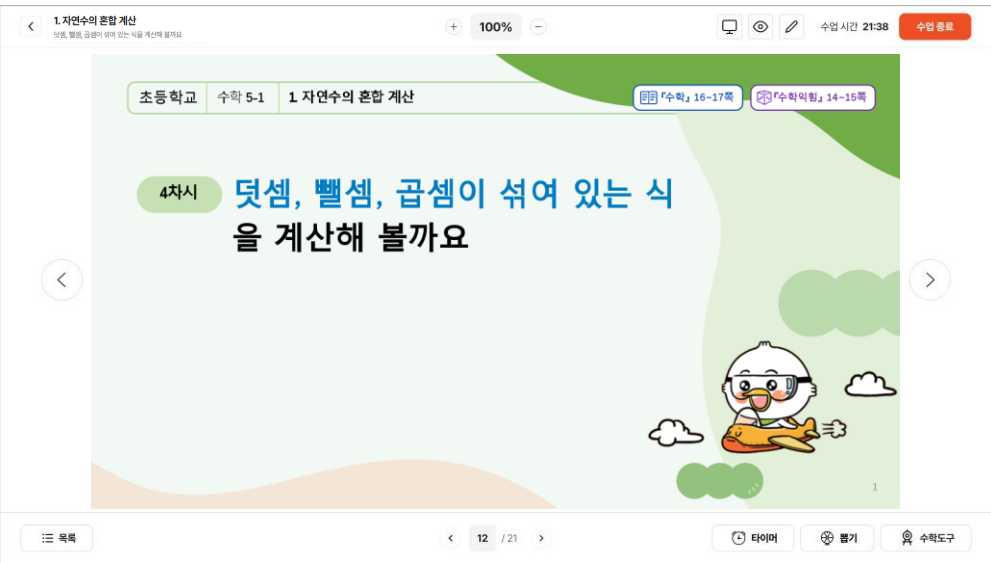 1. 자연수의 혼합 계산
덧셈, 뺄셈, 곱셈이 섞여 있는 식을 계산해 볼까요
100%
수업 시간 21:38
수업 종료
초등학교 수학 5-1 1. 자연수의 혼합 계산
『수학』 16~17쪽
『수학익힘』 14~15쪽
4차시
덧셈, 뺄셈, 곱셈이 섞여 있는 식
을 계산해 볼까요
1
목록
12 / 21
타이머
뽑기
수학도구